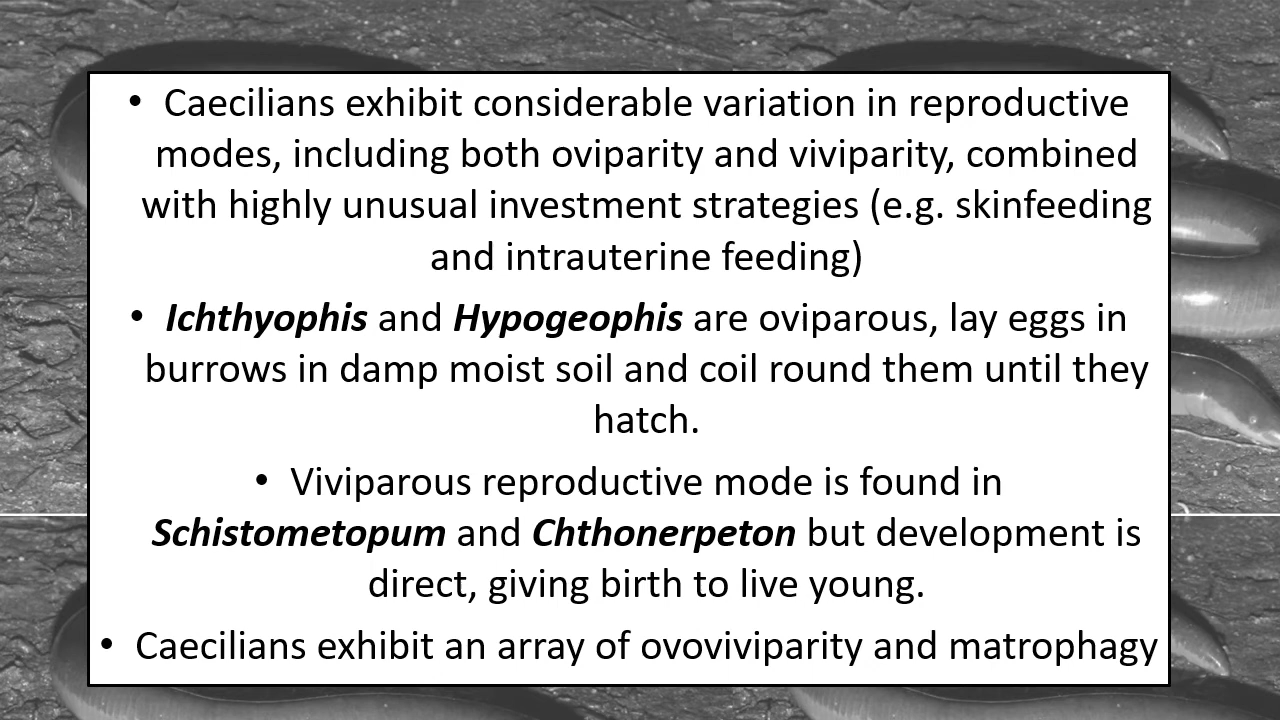 • Caecilians exhibit considerable variation in reproductive
modes, including both oviparity and viviparity, combined
with highly unusual investment strategies (e.g. skinfeeding
and intrauterine feeding)
• Ichthyophis and Hypogeophis are oviparous, lay eggs in
burrows in damp moist soil and coil round them until they
hatch.
• Viviparous reproductive mode is found in
Schistometopum and Chthonerpeton but development is
direct, giving birth to live young.
• Caecilians exhibit an array of ovoviviparity and matrophagy